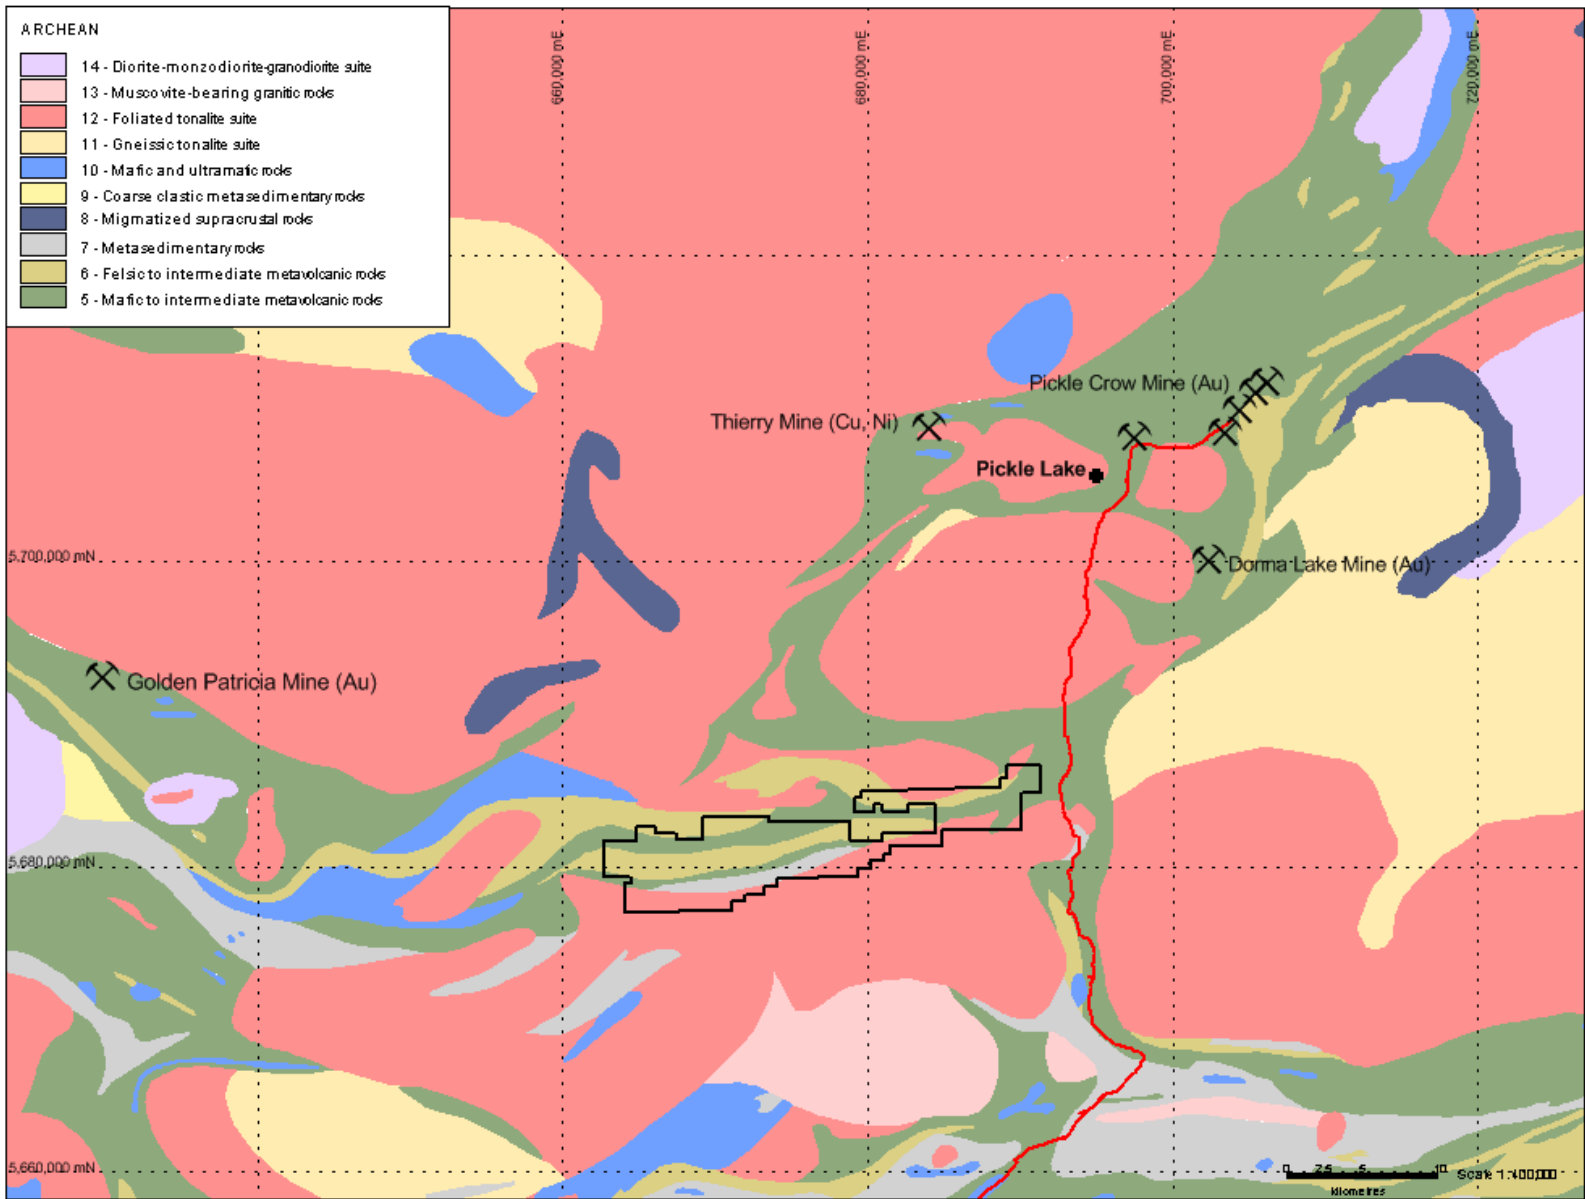 ARCHEAN
14 - Diorite-monzodiorite-granodiorite suite
13 - Muscovite-bearing granitic rocks
12 - Foliated tonalite suite
11 - Gneissic tonalite suite
10 - Mafic and ultramafic rocks
9 - Coarse clastic metasedimentary rocks
8 - Migmatized supracrustal rocks
7 - Metasedimentary rocks
6 - Felsic to intermediate metavolcanic rocks
5 - Mafic to intermediate metavolcanic rocks
660,000 mE
680,000 mE
700,000 mE
720,000 mE
Pickle Crow Mine (Au)
Thierry Mine (Cu, Ni)
Pickle Lake
5,700,000 mN
Dorma Lake Mine (Au)
Golden Patricia Mine (Au)
5,680,000 mN
5,660,000 mN
0 2.5 5 10
kilometres
Scale 1:400,000